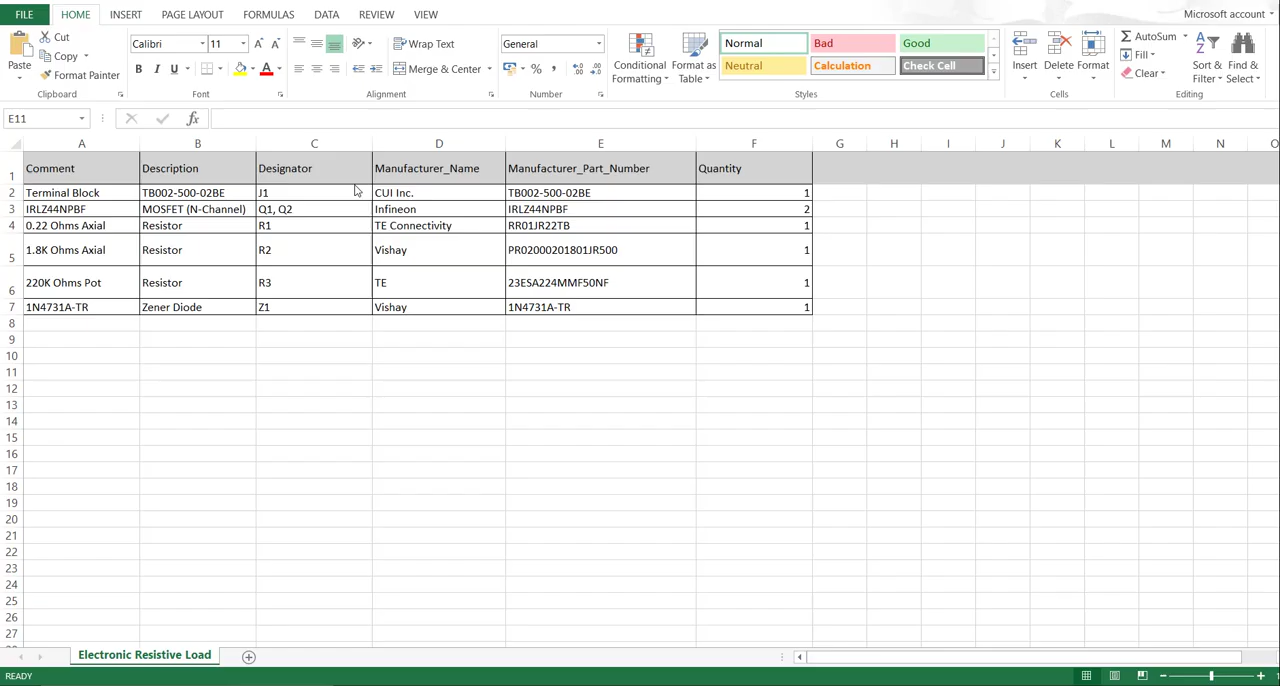 FILE HOME INSERT PAGE LAYOUT FORMULAS DATA REVIEW VIEW Microsoft account
Paste Cut Copy Format Painter
Clipboard
Calibri 11 A A
B I U A
Font
Wrap Text
Merge & Center
Alignment
General
% , .0 .00
Number
Conditional Formatting
Format as Table
Normal Bad Good
Neutral Calculation Check Cell
Styles
Insert Delete Format
Cells
AutoSum
Fill
Clear
Sort & Filter
Find & Select
Editing
E11 fx
A B C D E F G H I J K L M N O
1 Comment Description Designator Manufacturer_Name Manufacturer_Part_Number Quantity
2 Terminal Block TB002-500-02BE J1 CUI Inc. TB002-500-02BE 1
3 IRLZ44NPBF MOSFET (N-Channel) Q1, Q2 Infineon IRLZ44NPBF 2
4 0.22 Ohms Axial Resistor R1 TE Connectivity RR01JR22TB 1
5 1.8K Ohms Axial Resistor R2 Vishay PR02000201801JR500 1
6 220K Ohms Pot Resistor R3 TE 23ESA224MMF50NF 1
7 1N4731A-TR Zener Diode Z1 Vishay 1N4731A-TR 1
8
9
10
11
12
13
14
15
16
17
18
19
20
21
22
23
24
25
26
27
Electronic Resistive Load
READY